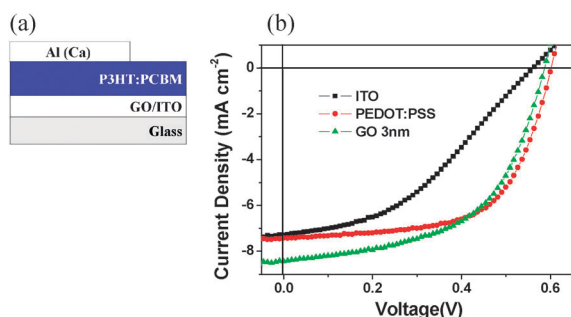 (a)
Al (Ca)
P3HT:PCBM
GO/ITO
Glass
(b)
Current Density (mA cm-2)
0
-2
-4
-6
-8
ITO
PEDOT:PSS
GO 3nm
0.0 0.2 0.4 0.6
Voltage(V)